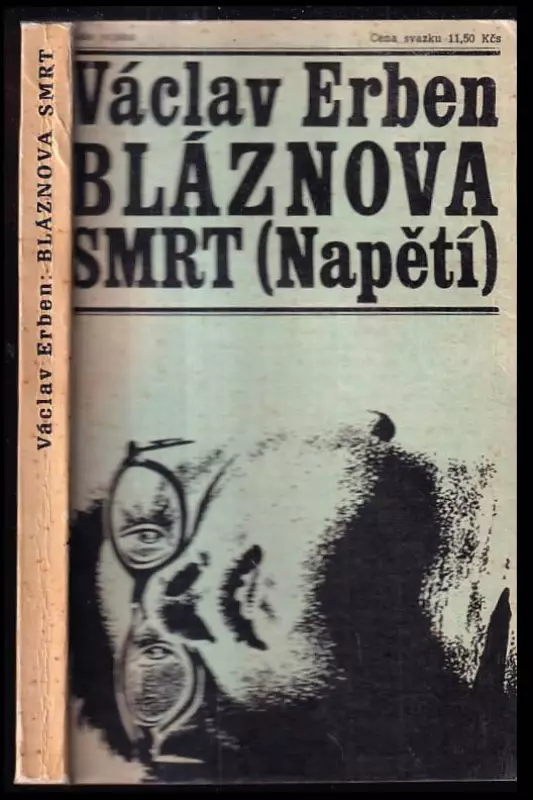 Cena svazku 11,50 Kčs
Václav Erben
BLÁZNOVA
SMRT (Napětí)
Václav Erben: BLÁZNOVA SMRT